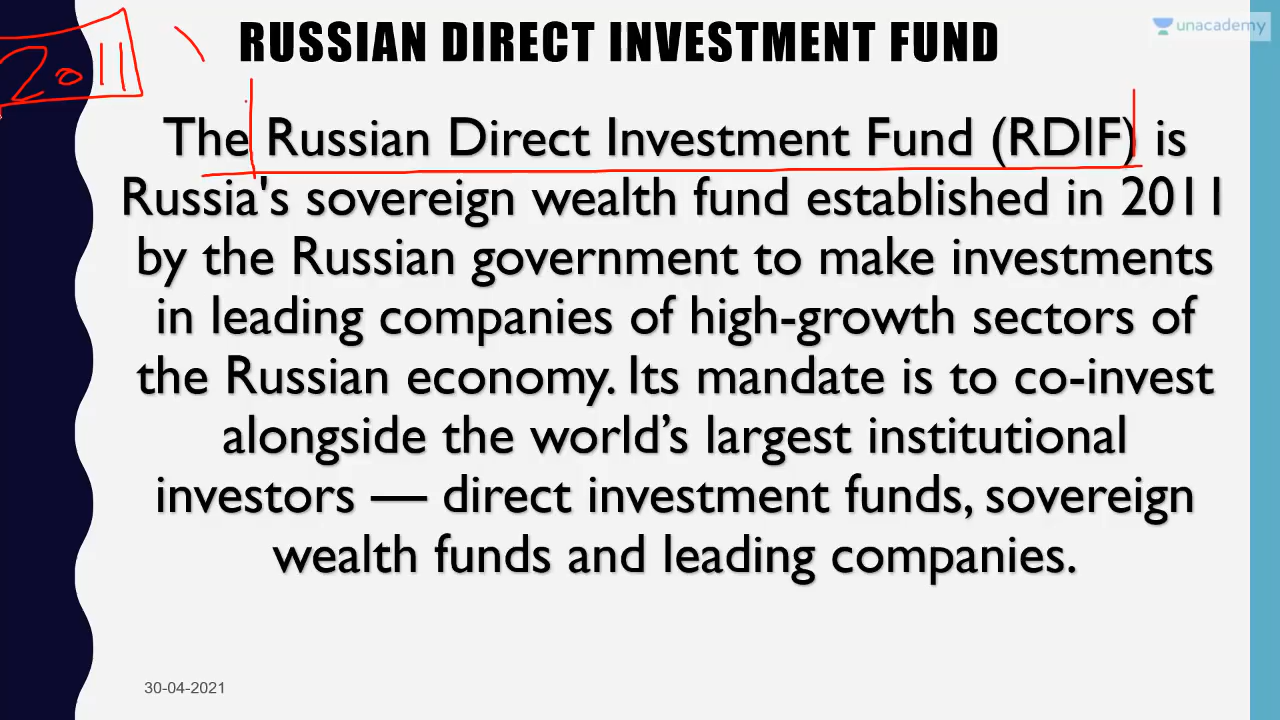 2011
unacademy
RUSSIAN DIRECT INVESTMENT FUND
The Russian Direct Investment Fund (RDIF) is
Russia's sovereign wealth fund established in 2011
by the Russian government to make investments
in leading companies of high-growth sectors of
the Russian economy. Its mandate is to co-invest
alongside the world’s largest institutional
investors — direct investment funds, sovereign
wealth funds and leading companies.
30-04-2021